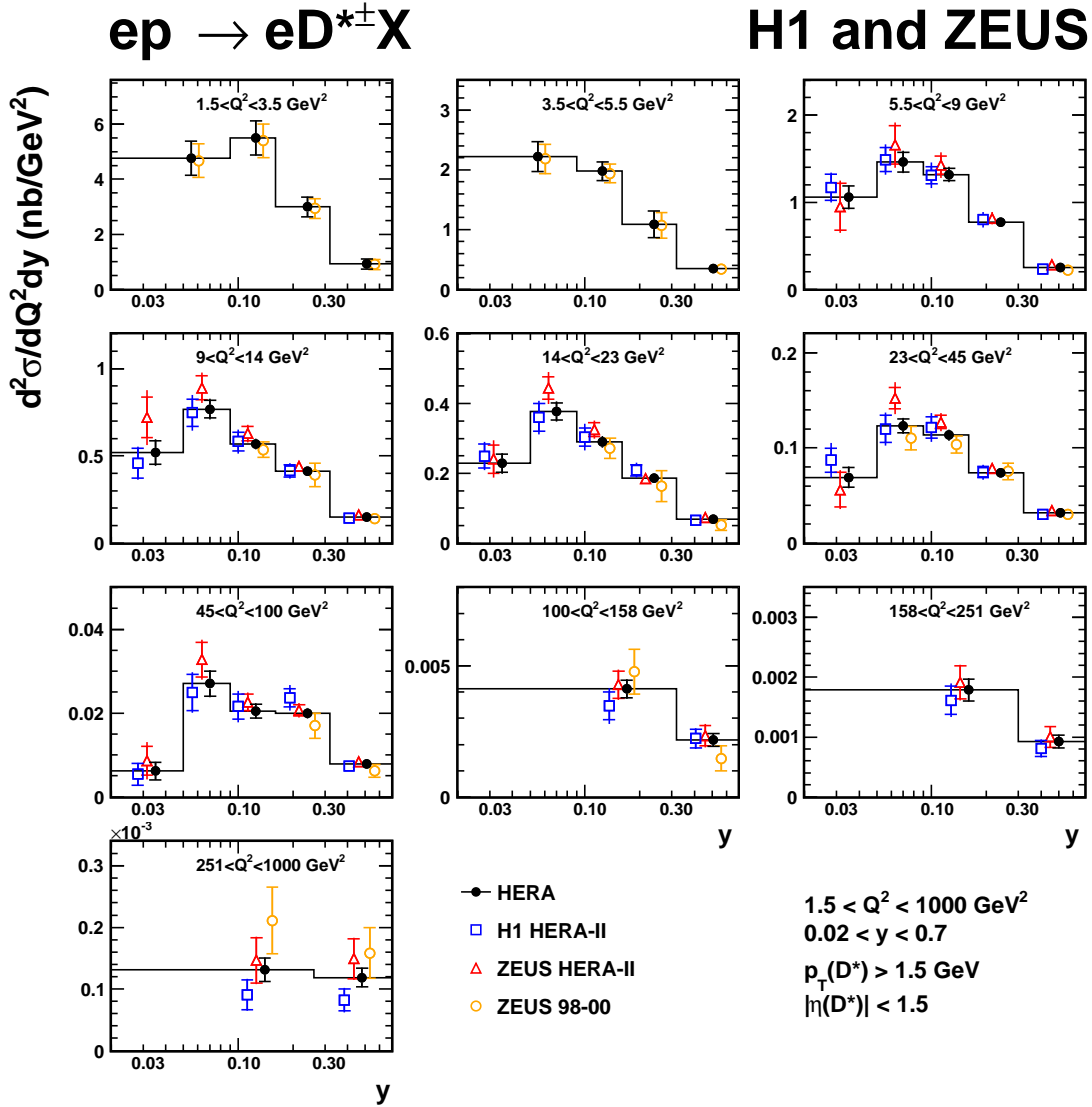 ep → eD*±X
H1 and ZEUS
d²σ/dQ²dy (nb/GeV²)
1.5<Q²<3.5 GeV²
0
2
4
6
0.03
0.10
0.30
3.5<Q²<5.5 GeV²
0
1
2
3
0.03
0.10
0.30
5.5<Q²<9 GeV²
0
1
2
0.03
0.10
0.30
9<Q²<14 GeV²
0
0.5
1
0.03
0.10
0.30
14<Q²<23 GeV²
0
0.2
0.4
0.6
0.03
0.10
0.30
23<Q²<45 GeV²
0
0.1
0.2
0.03
0.10
0.30
45<Q²<100 GeV²
0
0.02
0.04
0.03
0.10
0.30
100<Q²<158 GeV²
0
0.005
0.03
0.10
0.30
y
158<Q²<251 GeV²
0
0.001
0.002
0.003
0.03
0.10
0.30
y
×10⁻³
251<Q²<1000 GeV²
0
0.1
0.2
0.3
0.03
0.10
0.30
y
HERA
H1 HERA-II
ZEUS HERA-II
ZEUS 98-00
1.5 < Q² < 1000 GeV²
0.02 < y < 0.7
p_T(D*) > 1.5 GeV
|η(D*)| < 1.5